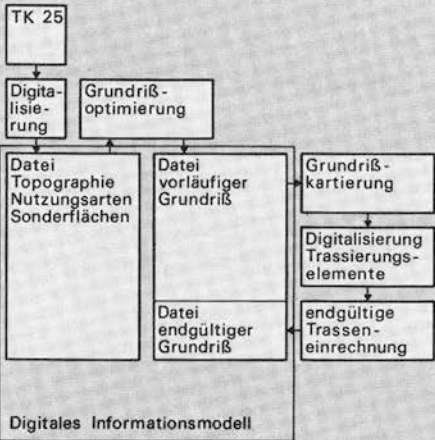 TK 25
Digita-
lisie-
rung
Grundriß-
optimierung
Datei
Topographie
Nutzungsarten
Sonderflächen
Datei
vorläufiger
Grundriß
Grundriß-
kartierung
Digitalisierung
Trassierungs-
elemente
Datei
endgültiger
Grundriß
endgültige
Trassen-
einrechnung
Digitales Informationsmodell